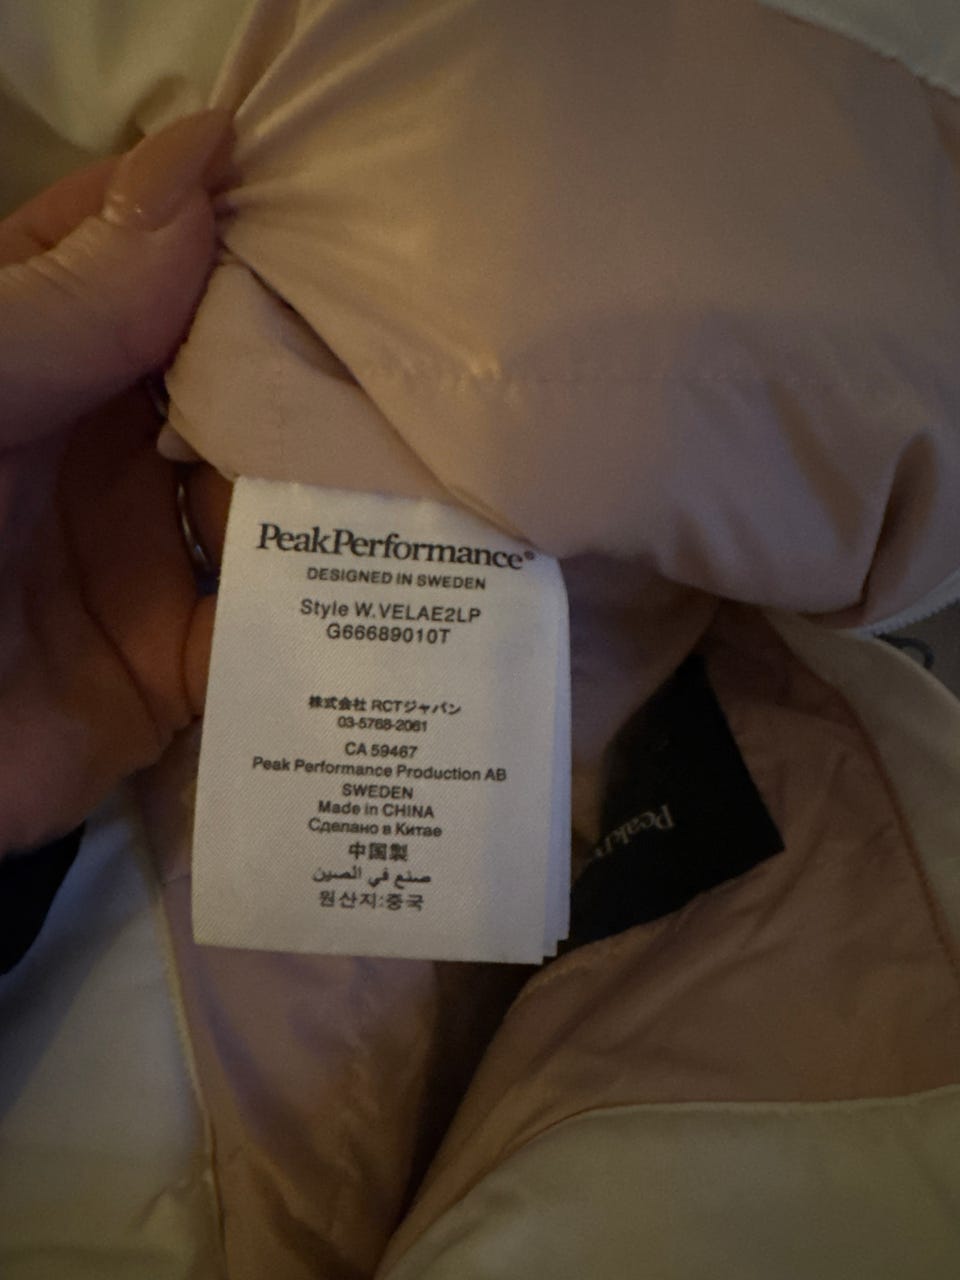 PeakPerformance®
DESIGNED IN SWEDEN
Style W.VELAE2LP
G66689010T
株式会社 RCTジャパン
03-5768-2061
CA 59467
Peak Performance Production AB
SWEDEN
Made in CHINA
Сделано в Китае
中国製
صنع في الصين
원산지:중국
Peak